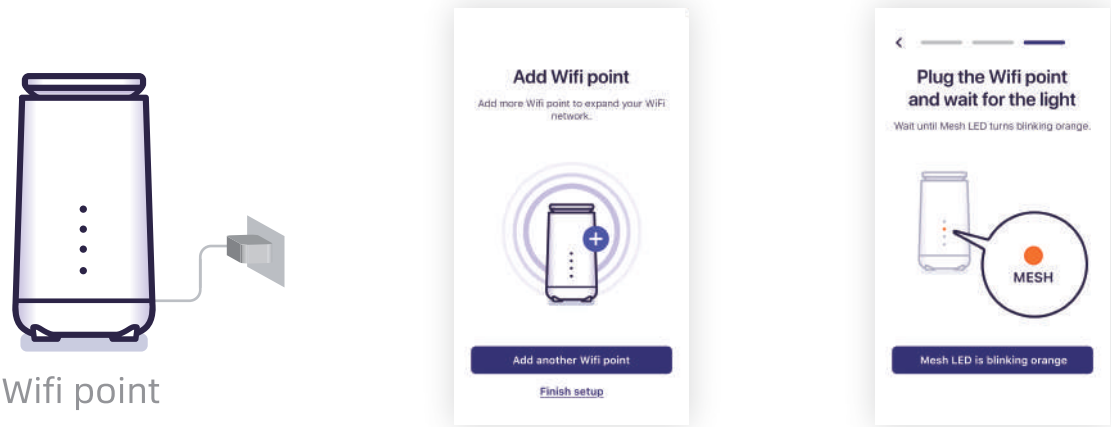 Wifi point
Add Wifi point
Add more Wifi point to expand your WiFi
network.
Add another Wifi point
Finish setup
Plug the Wifi point
and wait for the light
Wait until Mesh LED turns blinking orange.
MESH
Mesh LED is blinking orange